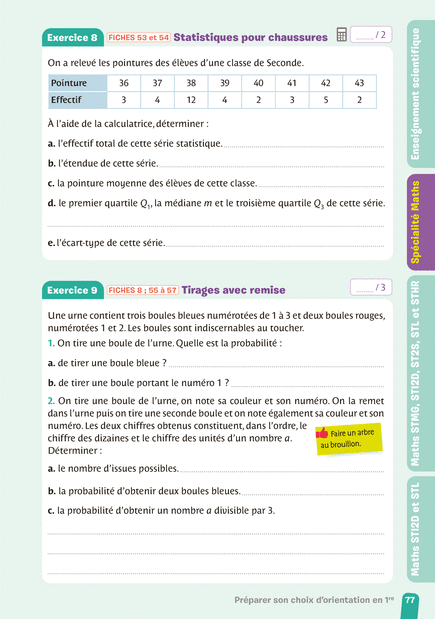 Exercice 8 FICHES 53 et 54 Statistiques pour chaussures / 2
On a relevé les pointures des élèves d'une classe de Seconde.
Pointure 36 37 38 39 40 41 42 43
Effectif 3 4 12 4 2 3 5 2
À l'aide de la calculatrice, déterminer :
a. l'effectif total de cette série statistique.
b. l'étendue de cette série.
c. la pointure moyenne des élèves de cette classe.
d. le premier quartile Q1, la médiane m et le troisième quartile Q3 de cette série.
e. l'écart-type de cette série.
Exercice 9 FICHES 8 ; 55 à 57 Tirages avec remise / 3
Une urne contient trois boules bleues numérotées de 1 à 3 et deux boules rouges,
numérotées 1 et 2. Les boules sont indiscernables au toucher.
1. On tire une boule de l'urne. Quelle est la probabilité :
a. de tirer une boule bleue ?
b. de tirer une boule portant le numéro 1 ?
2. On tire une boule de l'urne, on note sa couleur et son numéro. On la remet
dans l'urne puis on tire une seconde boule et on note également sa couleur et son
numéro. Les deux chiffres obtenus constituent, dans l'ordre, le
chiffre des dizaines et le chiffre des unités d'un nombre a.
Déterminer :
Faire un arbre
au brouillon.
a. le nombre d'issues possibles.
b. la probabilité d'obtenir deux boules bleues.
c. la probabilité d'obtenir un nombre a divisible par 3.
Préparer son choix d'orientation en 1re 77
Enseignement scientifique
Spécialité Maths
Maths STMG, STI2D, ST2S, STL et STHR
Maths STI2D et STL